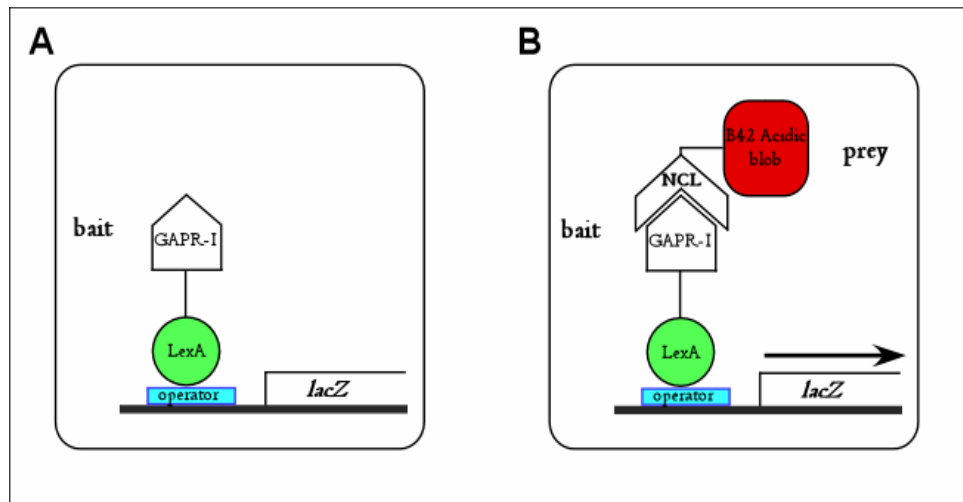 A
bait
GAPR-I
LexA
operator
lacZ
B
B42 Acidic
blob
prey
NCL
bait
GAPR-I
LexA
operator
lacZ